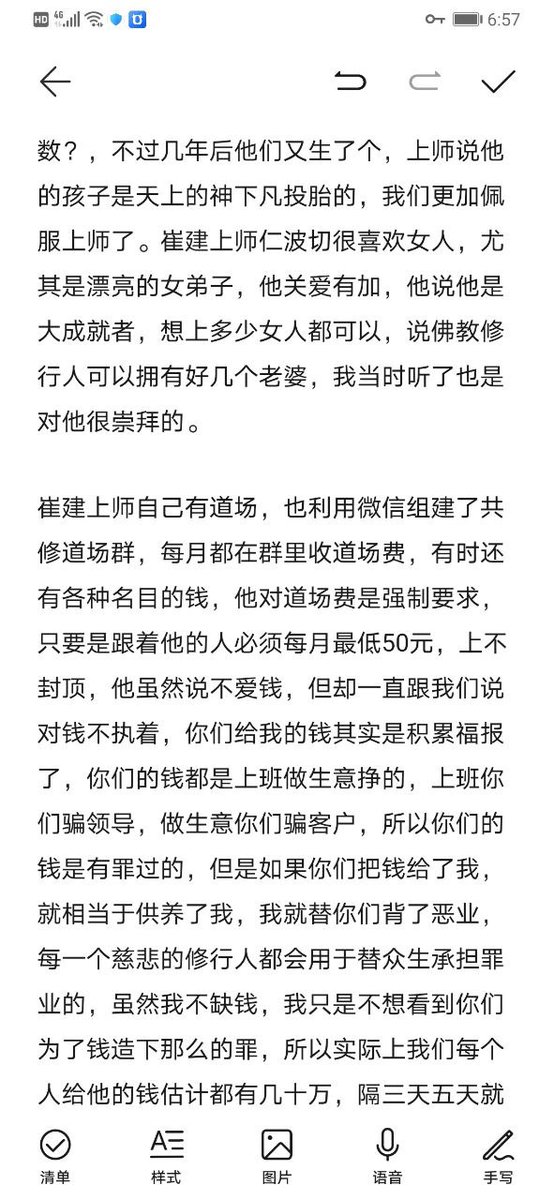 HD 4G 6:57
数？，不过几年后他们又生了个，上师说他
的孩子是天上的神下凡投胎的，我们更加佩
服上师了。崔建上师仁波切很喜欢女人，尤
其是漂亮的女弟子，他关爱有加，他说他是
大成就者，想上多少女人都可以，说佛教修
行人可以拥有好几个老婆，我当时听了也是
对他很崇拜的。
崔建上师自己有道场，也利用微信组建了共
修道场群，每月都在群里收道场费，有时还
有各种名目的钱，他对道场费是强制要求，
只要是跟着他的人必须每月最低50元，上不
封顶，他虽然说不爱钱，但却一直跟我们说
对钱不执着，你们给我的钱其实是积累福报
了，你们的钱都是上班做生意挣的，上班你
们骗领导，做生意你们骗客户，所以你们的
钱是有罪过的，但是如果你们把钱给了我，
就相当于供养了我，我就替你们背了恶业，
每一个慈悲的修行人都会用于替众生承担罪
业的，虽然我不缺钱，我只是不想看到你们
为了钱造下那么的罪，所以实际上我们每个
人给他的钱估计都有几十万，隔三天五天就
清单 样式 图片 语音 手写